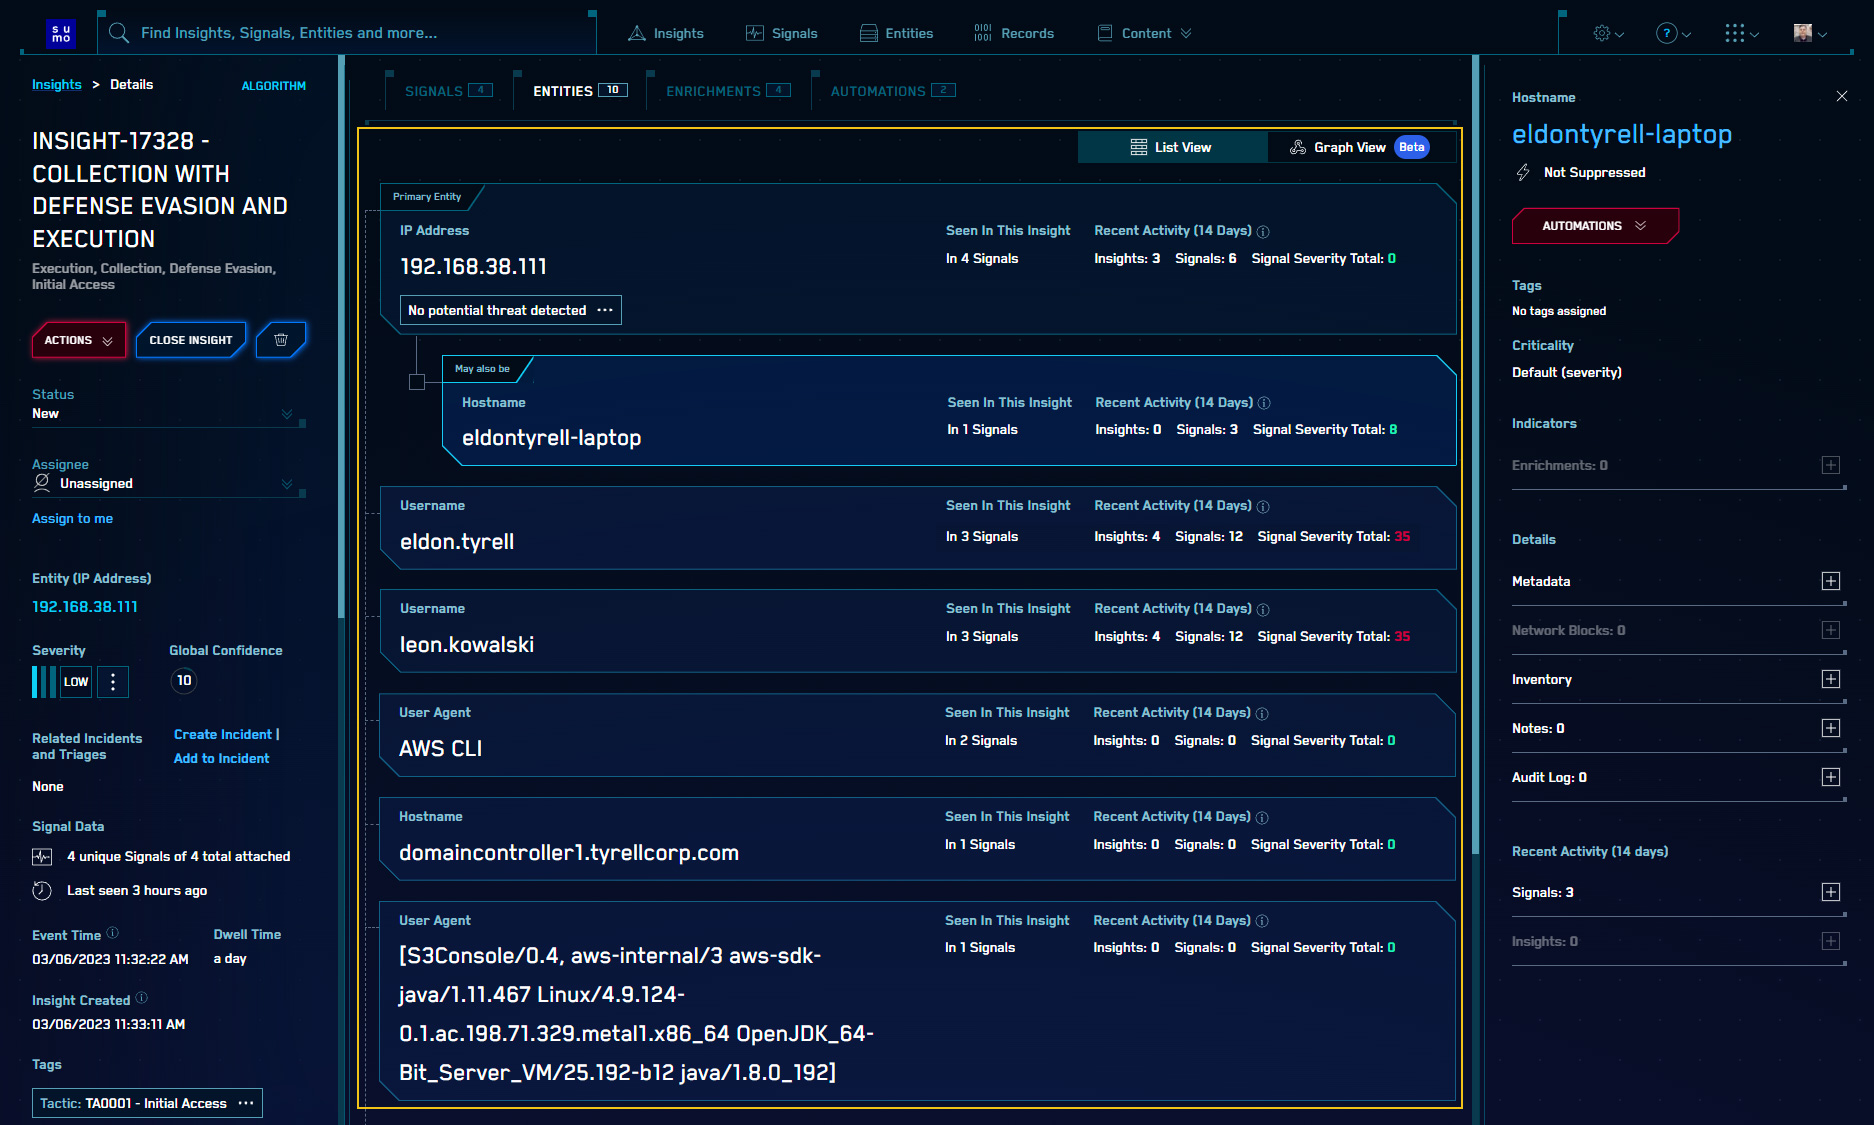 su
mo
Find Insights, Signals, Entities and more...
Insights
Signals
Entities
Records
Content
?
Insights > Details
ALGORITHM
INSIGHT-17328 -
COLLECTION WITH
DEFENSE EVASION AND
EXECUTION
Execution, Collection, Defense Evasion,
Initial Access
ACTIONS
CLOSE INSIGHT
Status
New
Assignee
Unassigned
Assign to me
Entity (IP Address)
192.168.38.111
Severity
LOW
Global Confidence
10
Related Incidents
and Triages
Create Incident |
Add to Incident
None
Signal Data
4 unique Signals of 4 total attached
Last seen 3 hours ago
Event Time
Dwell Time
03/06/2023 11:32:22 AM
a day
Insight Created
03/06/2023 11:33:11 AM
Tags
Tactic: TA0001 - Initial Access ...
SIGNALS 4
ENTITIES 10
ENRICHMENTS 4
AUTOMATIONS 2
List View
Graph View Beta
Primary Entity
IP Address
Seen In This Insight
Recent Activity (14 Days)
192.168.38.111
In 4 Signals
Insights: 3 Signals: 6 Signal Severity Total: 0
No potential threat detected ...
May also be
Hostname
Seen In This Insight
Recent Activity (14 Days)
eldontyrell-laptop
In 1 Signals
Insights: 0 Signals: 3 Signal Severity Total: 8
Username
Seen In This Insight
Recent Activity (14 Days)
eldon.tyrell
In 3 Signals
Insights: 4 Signals: 12 Signal Severity Total: 35
Username
Seen In This Insight
Recent Activity (14 Days)
leon.kowalski
In 3 Signals
Insights: 4 Signals: 12 Signal Severity Total: 35
User Agent
Seen In This Insight
Recent Activity (14 Days)
AWS CLI
In 2 Signals
Insights: 0 Signals: 0 Signal Severity Total: 0
Hostname
Seen In This Insight
Recent Activity (14 Days)
domaincontroller1.tyrellcorp.com
In 1 Signals
Insights: 0 Signals: 0 Signal Severity Total: 0
User Agent
Seen In This Insight
Recent Activity (14 Days)
In 1 Signals
Insights: 0 Signals: 0 Signal Severity Total: 0
[S3Console/0.4, aws-internal/3 aws-sdk-
java/1.11.467 Linux/4.9.124-
0.1.ac.198.71.329.metal1.x86_64 OpenJDK_64-
Bit_Server_VM/25.192-b12 java/1.8.0_192]
Hostname
eldontyrell-laptop
Not Suppressed
AUTOMATIONS
Tags
No tags assigned
Criticality
Default (severity)
Indicators
Enrichments: 0
Details
Metadata
Network Blocks: 0
Inventory
Notes: 0
Audit Log: 0
Recent Activity (14 days)
Signals: 3
Insights: 0